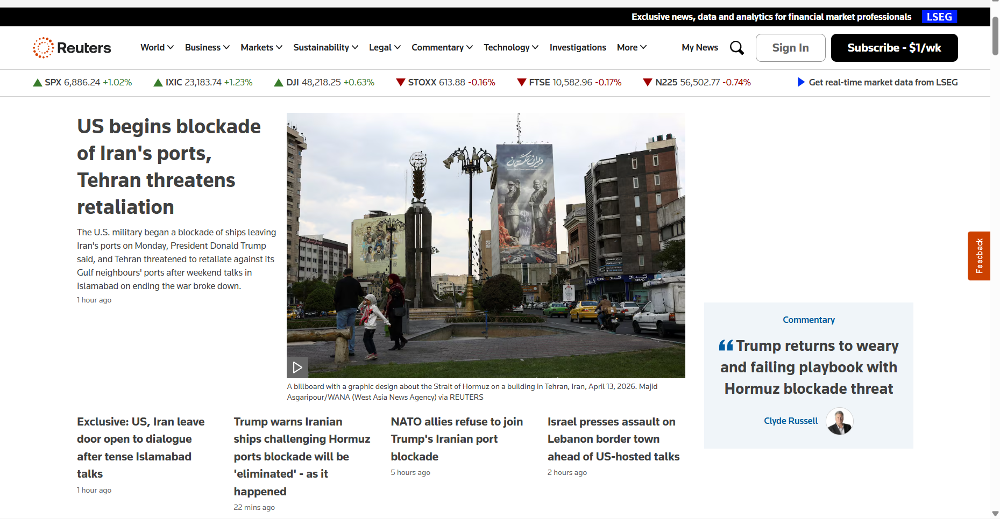 Exclusive news, data and analytics for financial market professionals LSEG
Reuters World Business Markets Sustainability Legal Commentary Technology Investigations More My News Sign In Subscribe - $1/wk
SPX 6,886.24 +1.02% IXIC 23,183.74 +1.23% DJI 48,218.25 +0.63% STOXX 613.88 -0.16% FTSE 10,582.96 -0.17% N225 56,502.77 -0.74% Get real-time market data from LSEG
US begins blockade
of Iran's ports,
Tehran threatens
retaliation
The U.S. military began a blockade of ships leaving
Iran's ports on Monday, President Donald Trump
said, and Tehran threatened to retaliate against its
Gulf neighbours' ports after weekend talks in
Islamabad on ending the war broke down.
1 hour ago
A billboard with a graphic design about the Strait of Hormuz on a building in Tehran, Iran, April 13, 2026. Majid
Asgaripour/WANA (West Asia News Agency) via REUTERS
Exclusive: US, Iran leave
door open to dialogue
after tense Islamabad
talks
1 hour ago
Trump warns Iranian
ships challenging Hormuz
ports blockade will be
'eliminated' - as it
happened
22 mins ago
NATO allies refuse to join
Trump's Iranian port
blockade
5 hours ago
Israel presses assault on
Lebanon border town
ahead of US-hosted talks
2 hours ago
Commentary
“Trump returns to weary
and failing playbook with
Hormuz blockade threat
Clyde Russell
Feedback